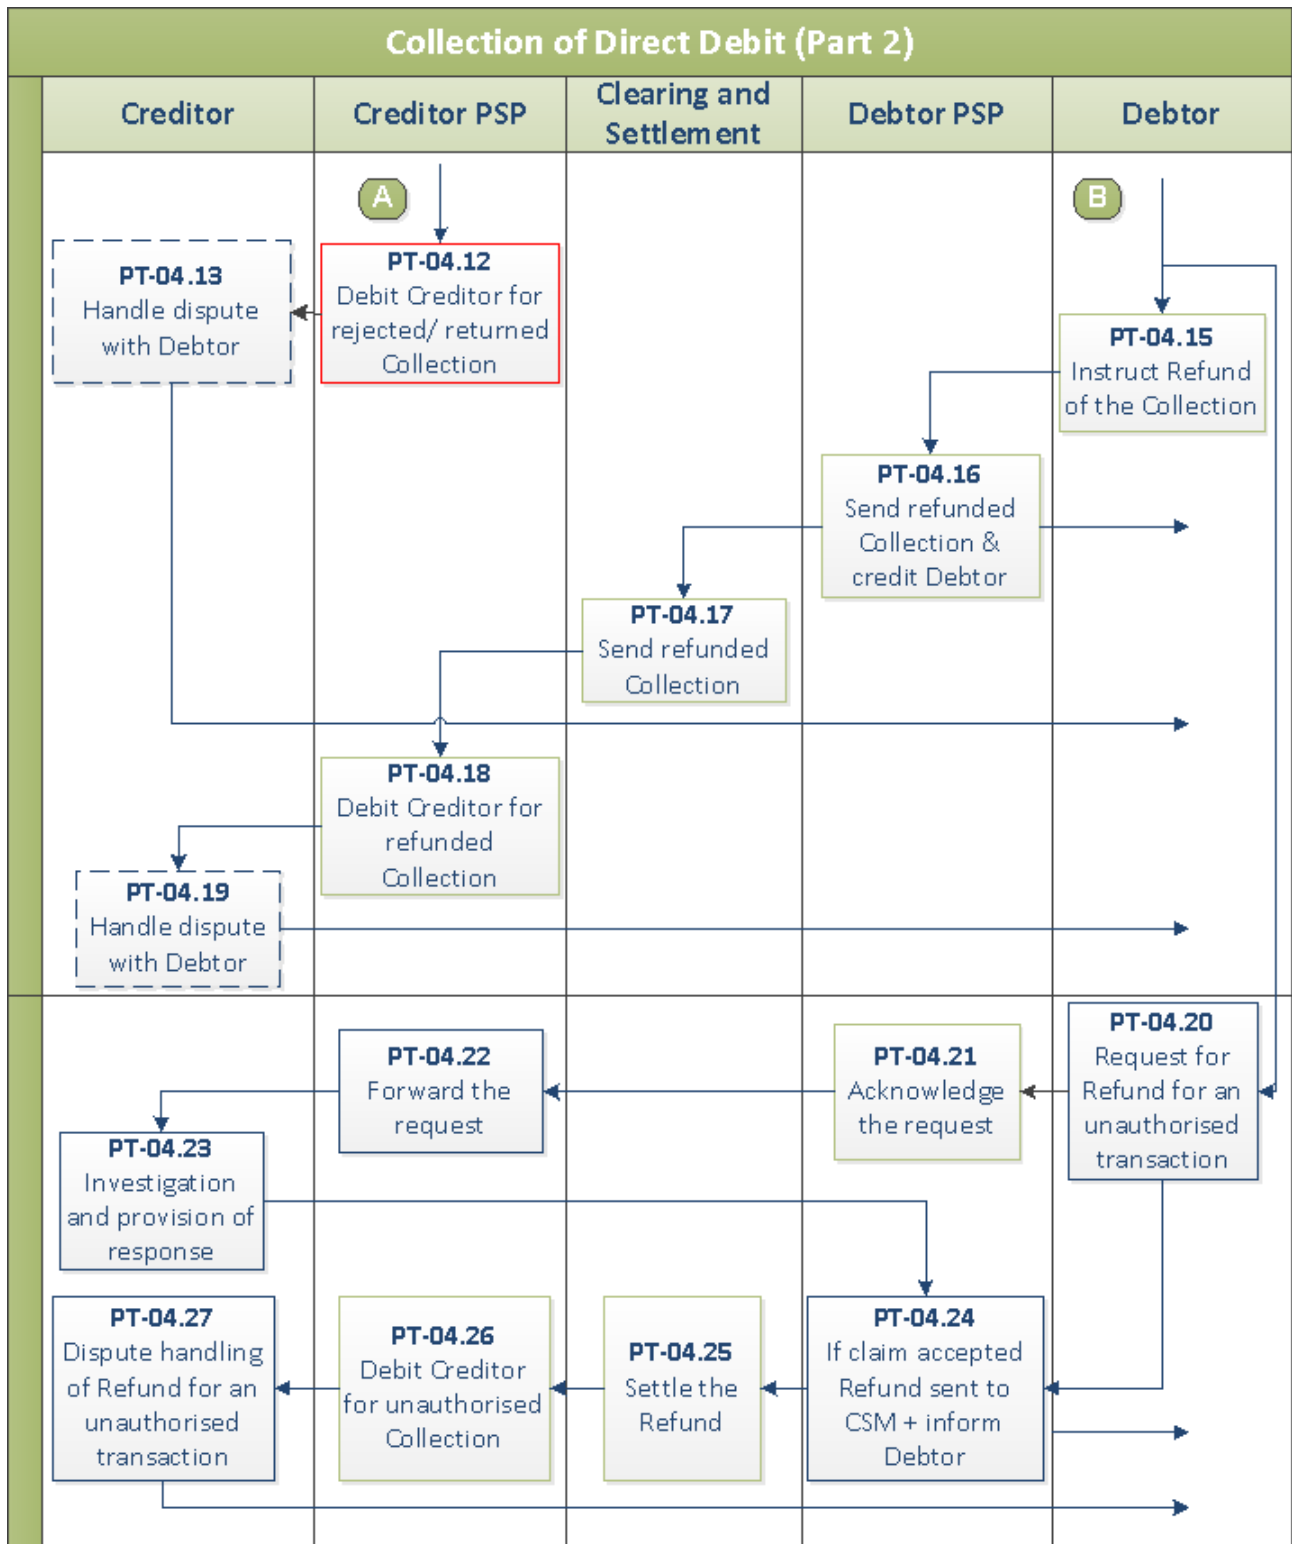 Collection of Direct Debit (Part 2)
Creditor
Creditor PSP
Clearing and
Settlement
Debtor PSP
Debtor
A
B
PT-04.12
Debit Creditor for
rejected/ returned
Collection
PT-04.13
Handle dispute
with Debtor
PT-04.15
Instruct Refund
of the Collection
PT-04.16
Send refunded
Collection &
credit Debtor
PT-04.17
Send refunded
Collection
PT-04.18
Debit Creditor for
refunded
Collection
PT-04.19
Handle dispute
with Debtor
PT-04.20
Request for
Refund for an
unauthorised
transaction
PT-04.21
Acknowledge
the request
PT-04.22
Forward the
request
PT-04.23
Investigation
and provision of
response
PT-04.24
If claim accepted
Refund sent to
CSM + inform
Debtor
PT-04.25
Settle the
Refund
PT-04.26
Debit Creditor
for unauthorised
Collection
PT-04.27
Dispute handling
of Refund for an
unauthorised
transaction